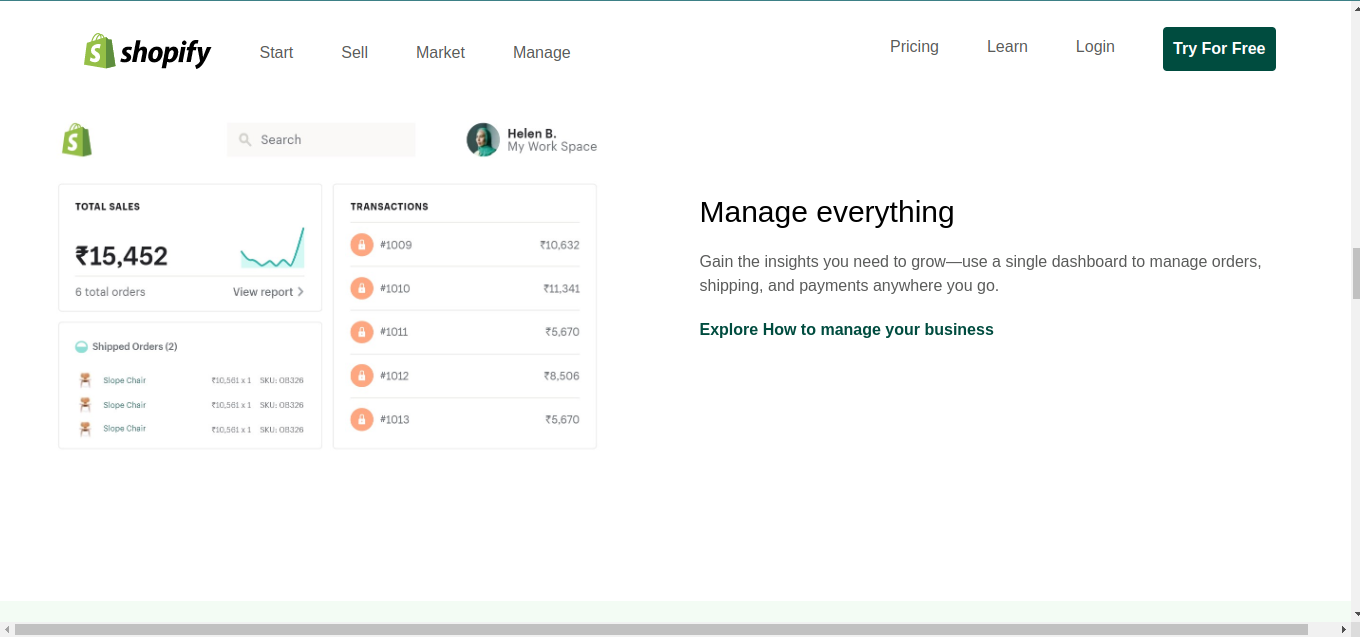 shopify
Start
Sell
Market
Manage
Pricing
Learn
Login
Try For Free
Search
Helen B.
My Work Space
TOTAL SALES
₹15,452
6 total orders
View report
Shipped Orders (2)
Slope Chair ₹10,561 x 1 SKU: OB326
Slope Chair ₹10,561 x 1 SKU: OB326
Slope Chair ₹10,561 x 1 SKU: OB326
TRANSACTIONS
#1009 ₹10,632
#1010 ₹11,341
#1011 ₹5,670
#1012 ₹8,506
#1013 ₹5,670
Manage everything
Gain the insights you need to grow—use a single dashboard to manage orders,
shipping, and payments anywhere you go.
Explore How to manage your business